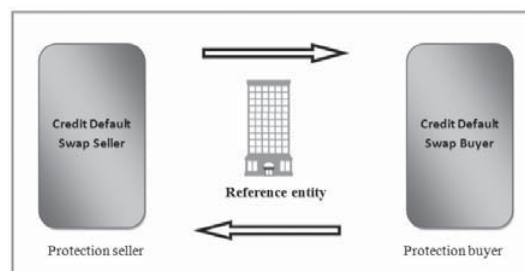 Credit Default
Swap Seller
Credit Default
Swap Buyer
Reference entity
Protection seller
Protection buyer